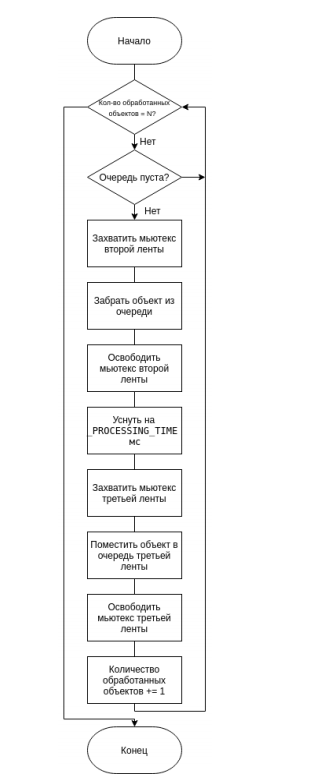 Начало
Кол-во обработанных
объектов = N?
Нет
Очередь пуста?
Нет
Захватить мьютекс
второй ленты
Забрать объект из
очереди
Освободить
мьютекс второй
ленты
Уснуть на
_PROCESSING_TIME
мс
Захватить мьютекс
третьей ленты
Поместить объект в
очередь третьей
ленты
Освободить
мьютекс третьей
ленты
Количество
обработанных
объектов += 1
Конец